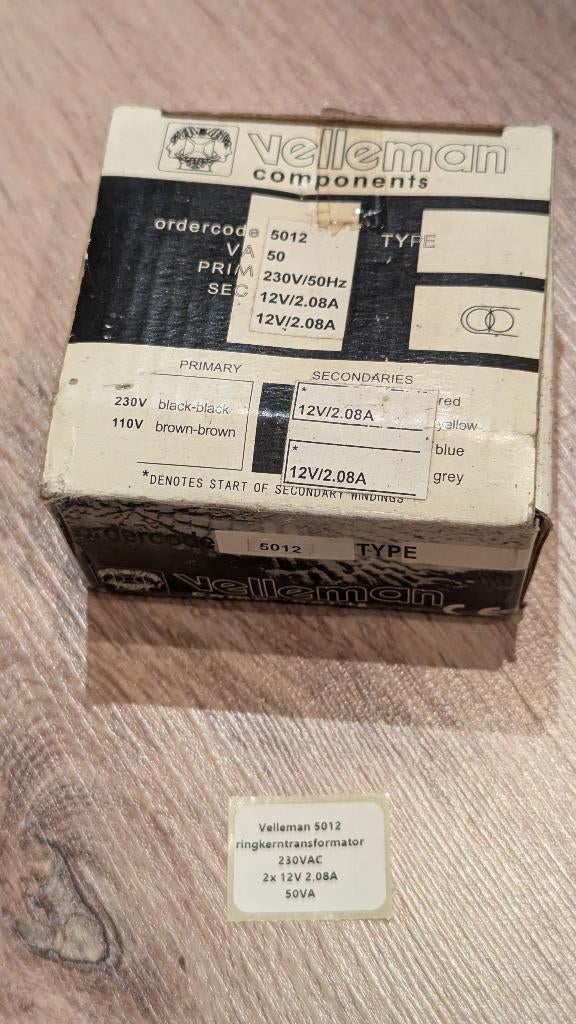 velleman
components
ordercode 5012
VA 50
PRIM 230V/50Hz
SEC 12V/2.08A
12V/2.08A
TYPE
PRIMARY
230V black-black
110V brown-brown
SECONDARIES
* red
12V/2.08A yellow
* blue
12V/2.08A grey
*DENOTES START OF SECONDARY WINDINGS
ordercode 5012 TYPE
velleman
components CE
Velleman 5012
ringkerntransformator
230VAC
2x 12V 2,08A
50VA